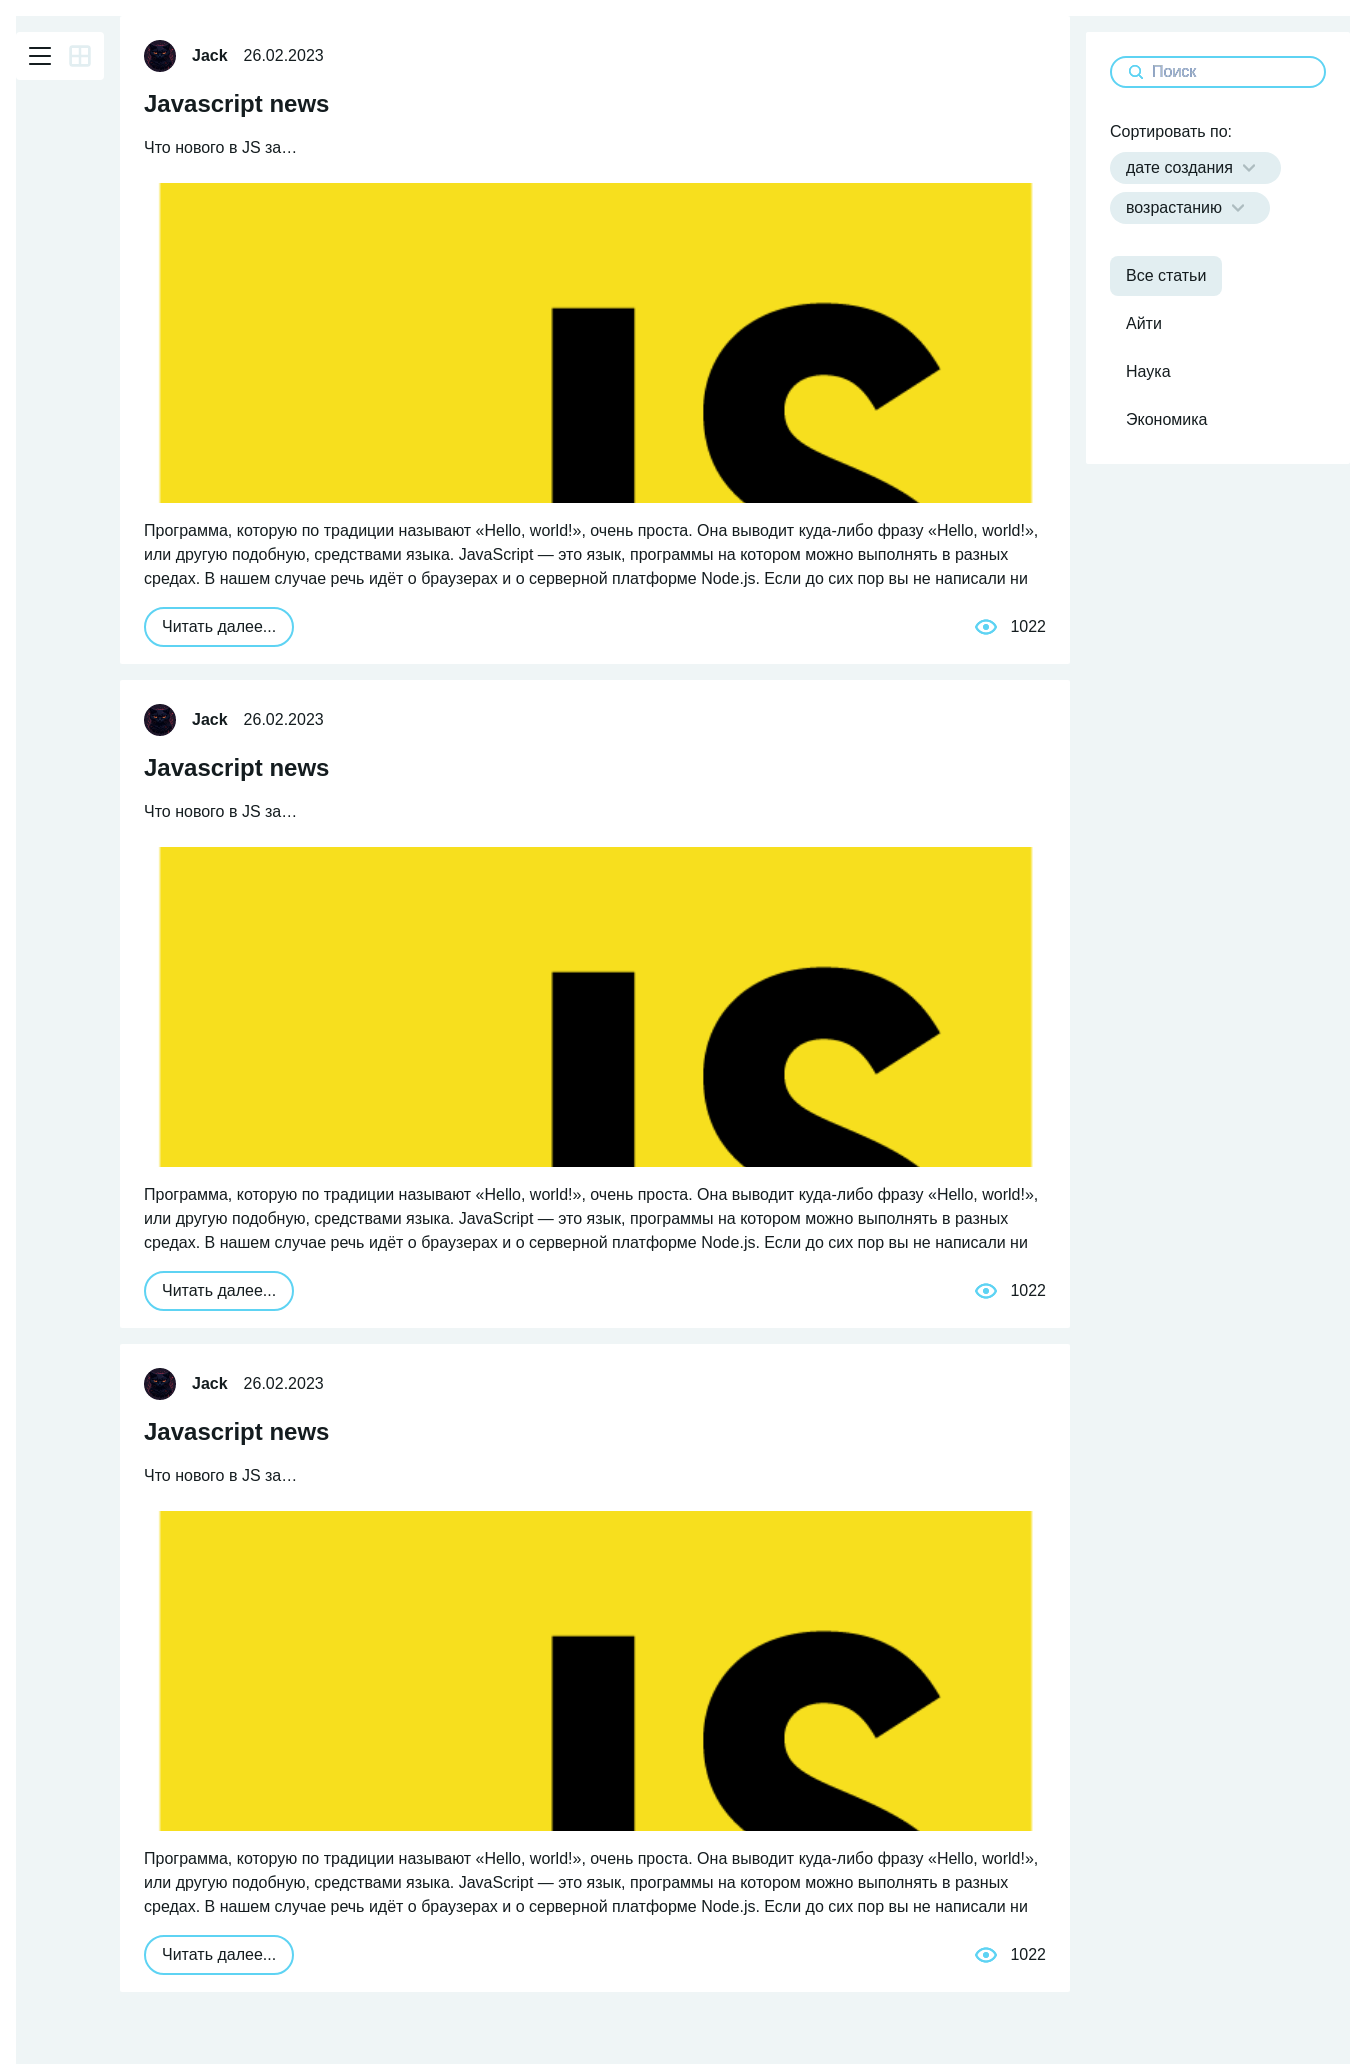 Jack 26.02.2023
Javascript news
Что нового в JS за…
JS
Программа, которую по традиции называют «Hello, world!», очень проста. Она выводит куда-либо фразу «Hello, world!»,
или другую подобную, средствами языка. JavaScript — это язык, программы на котором можно выполнять в разных
средах. В нашем случае речь идёт о браузерах и о серверной платформе Node.js. Если до сих пор вы не написали ни
Читать далее...
1022
Jack 26.02.2023
Javascript news
Что нового в JS за…
JS
Программа, которую по традиции называют «Hello, world!», очень проста. Она выводит куда-либо фразу «Hello, world!»,
или другую подобную, средствами языка. JavaScript — это язык, программы на котором можно выполнять в разных
средах. В нашем случае речь идёт о браузерах и о серверной платформе Node.js. Если до сих пор вы не написали ни
Читать далее...
1022
Jack 26.02.2023
Javascript news
Что нового в JS за…
JS
Программа, которую по традиции называют «Hello, world!», очень проста. Она выводит куда-либо фразу «Hello, world!»,
или другую подобную, средствами языка. JavaScript — это язык, программы на котором можно выполнять в разных
средах. В нашем случае речь идёт о браузерах и о серверной платформе Node.js. Если до сих пор вы не написали ни
Читать далее...
1022
Поиск
Сортировать по:
дате создания
возрастанию
Все статьи
Айти
Наука
Экономика